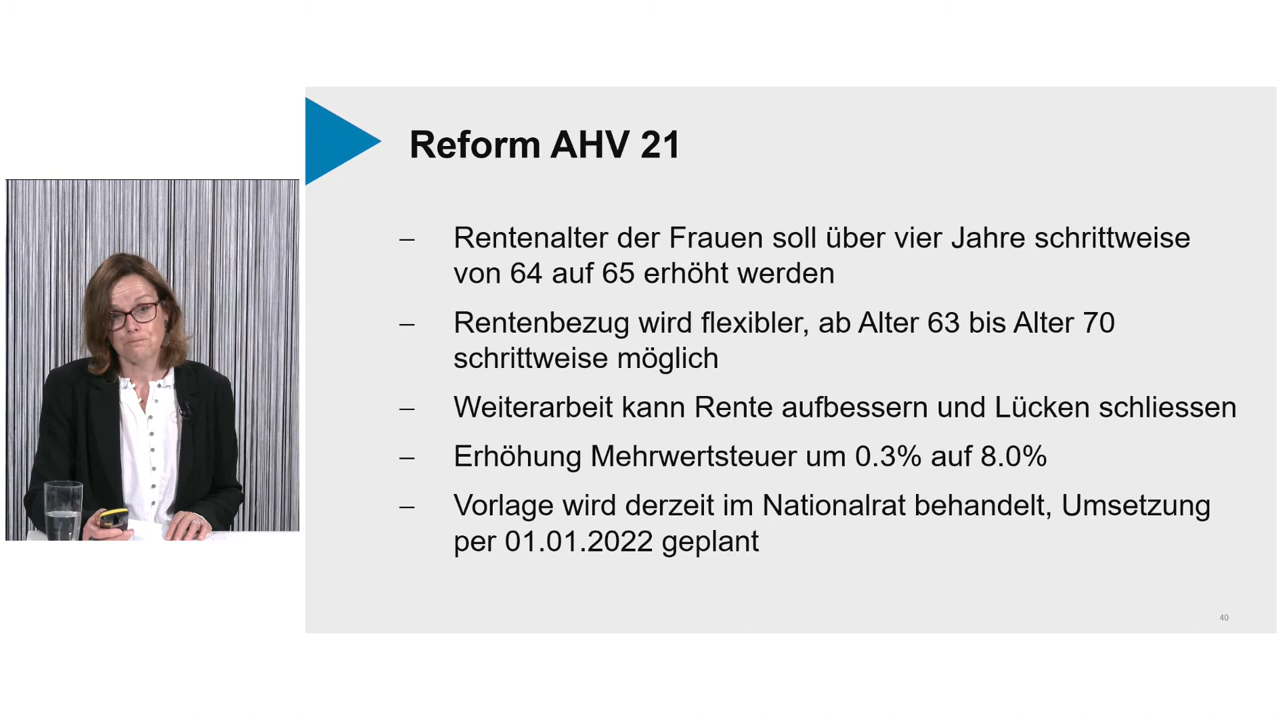 Reform AHV 21
– Rentenalter der Frauen soll über vier Jahre schrittweise
von 64 auf 65 erhöht werden
– Rentenbezug wird flexibler, ab Alter 63 bis Alter 70
schrittweise möglich
– Weiterarbeit kann Rente aufbessern und Lücken schliessen
– Erhöhung Mehrwertsteuer um 0.3% auf 8.0%
– Vorlage wird derzeit im Nationalrat behandelt, Umsetzung
per 01.01.2022 geplant
40